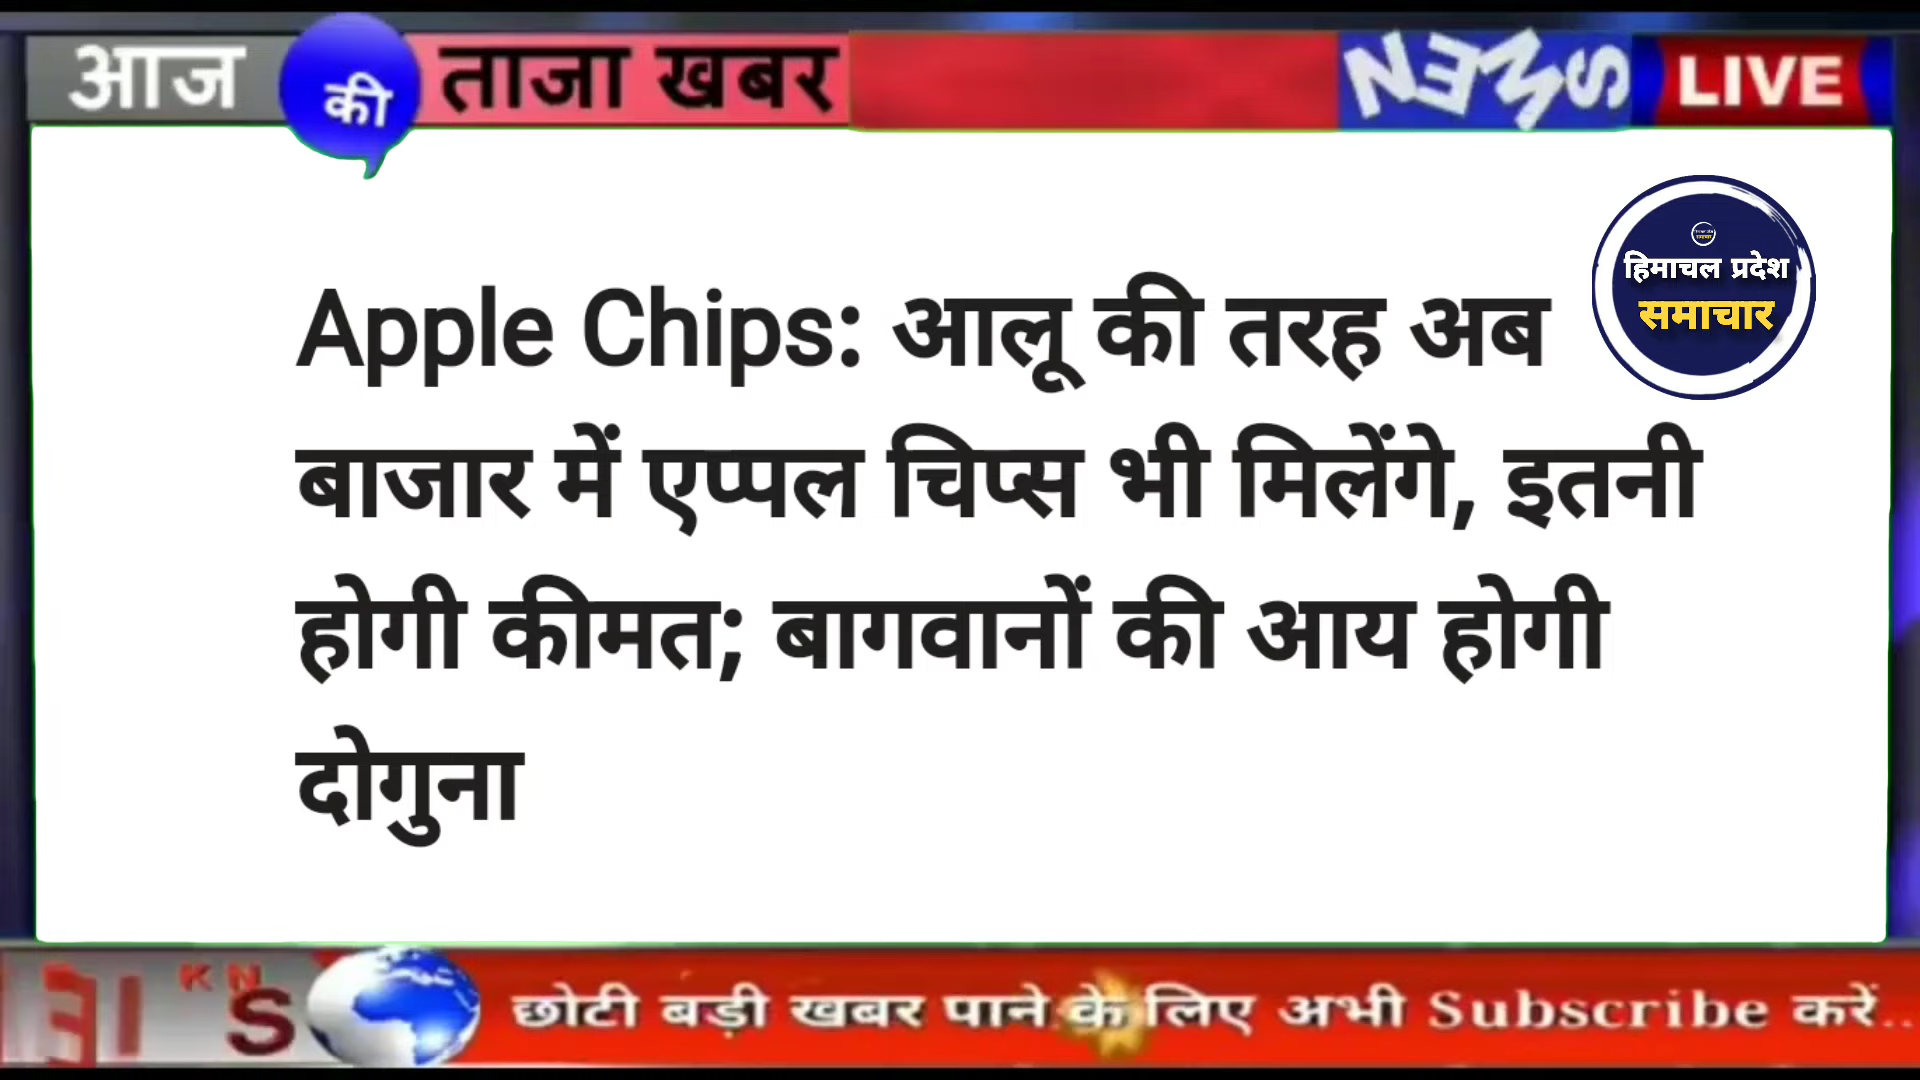 आज की ताजा खबर NEWS LIVE
हिमाचल प्रदेश
समाचार
Apple Chips: आलू की तरह अब
बाजार में एप्पल चिप्स भी मिलेंगे, इतनी
होगी कीमत; बागवानों की आय होगी
दोगुना
छोटी बड़ी खबर पाने के लिए अभी Subscribe करें..